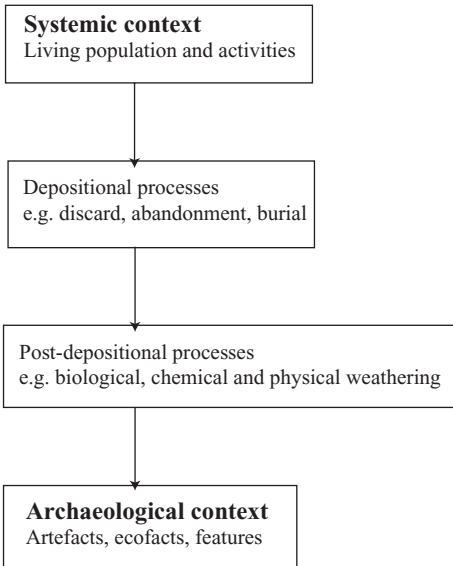 Systemic context
Living population and activities
Depositional processes
e.g. discard, abandonment, burial
Post-depositional processes
e.g. biological, chemical and physical weathering
Archaeological context
Artefacts, ecofacts, features